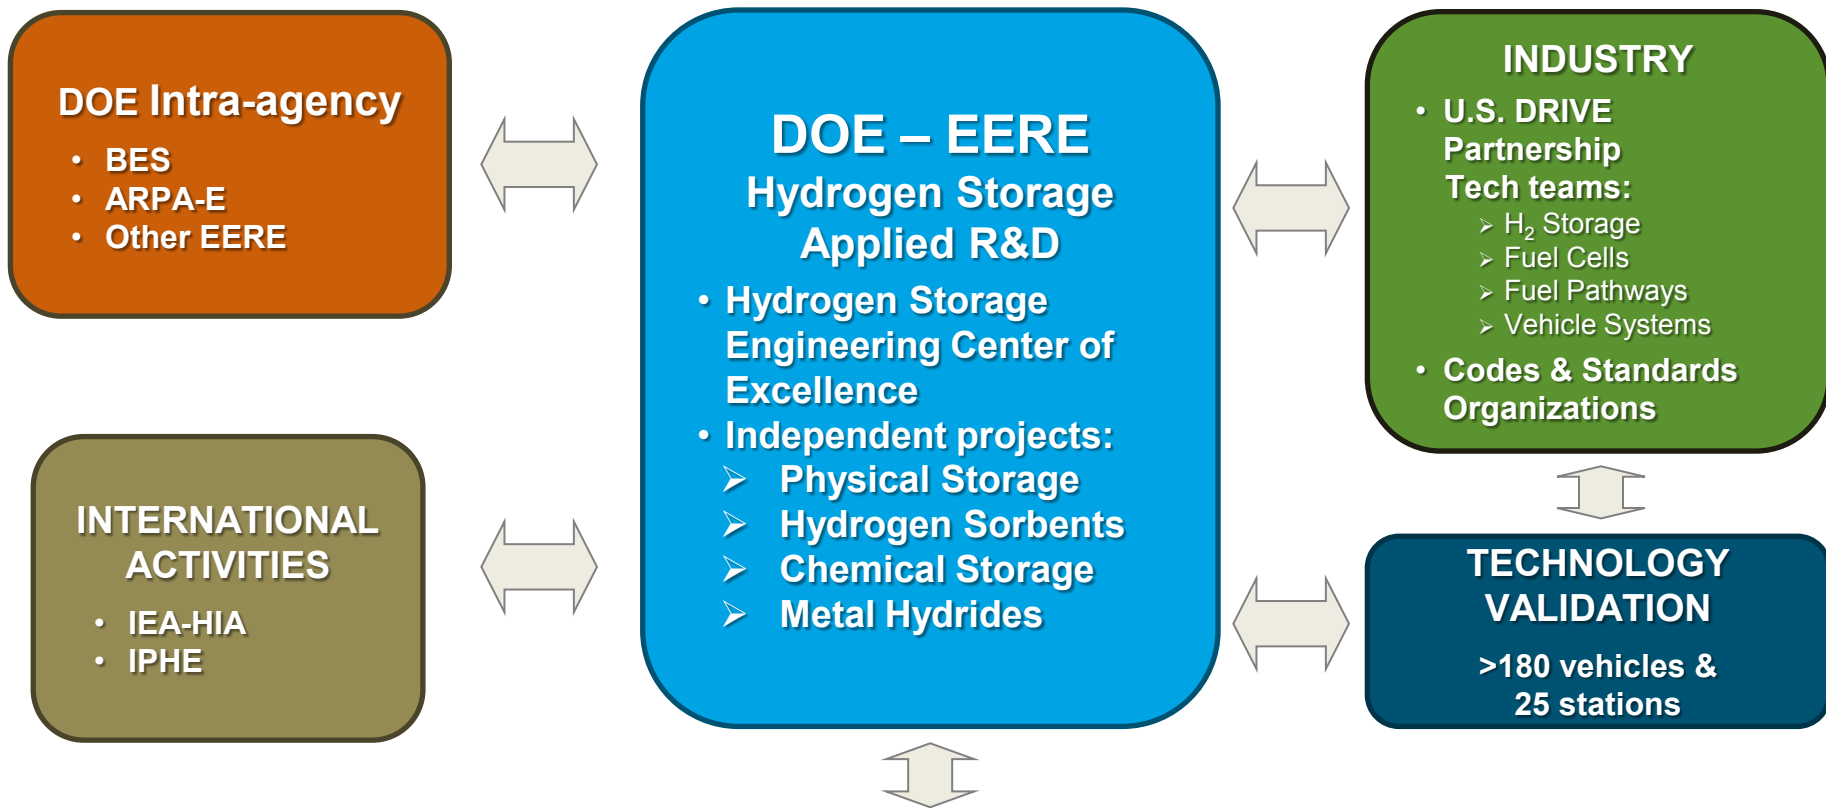 DOE Intra-agency
• BES
• ARPA-E
• Other EERE
INTERNATIONAL
ACTIVITIES
• IEA-HIA
• IPHE
DOE – EERE
Hydrogen Storage
Applied R&D
• Hydrogen Storage
Engineering Center of
Excellence
• Independent projects:
➢ Physical Storage
➢ Hydrogen Sorbents
➢ Chemical Storage
➢ Metal Hydrides
INDUSTRY
• U.S. DRIVE
Partnership
Tech teams:
➢ H₂ Storage
➢ Fuel Cells
➢ Fuel Pathways
➢ Vehicle Systems
• Codes & Standards
Organizations
TECHNOLOGY
VALIDATION
>180 vehicles &
25 stations